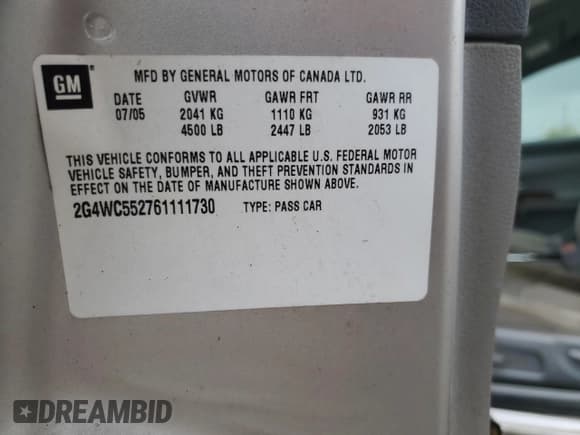 GM
MFD BY GENERAL MOTORS OF CANADA LTD.
DATE GVWR GAWR FRT GAWR RR
07/05 2041 KG 1110 KG 931 KG
4500 LB 2447 LB 2053 LB
THIS VEHICLE CONFORMS TO ALL APPLICABLE U.S. FEDERAL MOTOR
VEHICLE SAFETY, BUMPER, AND THEFT PREVENTION STANDARDS IN
EFFECT ON THE DATE OF MANUFACTURE SHOWN ABOVE.
2G4WC552761111730 TYPE: PASS CAR
DREAMBID